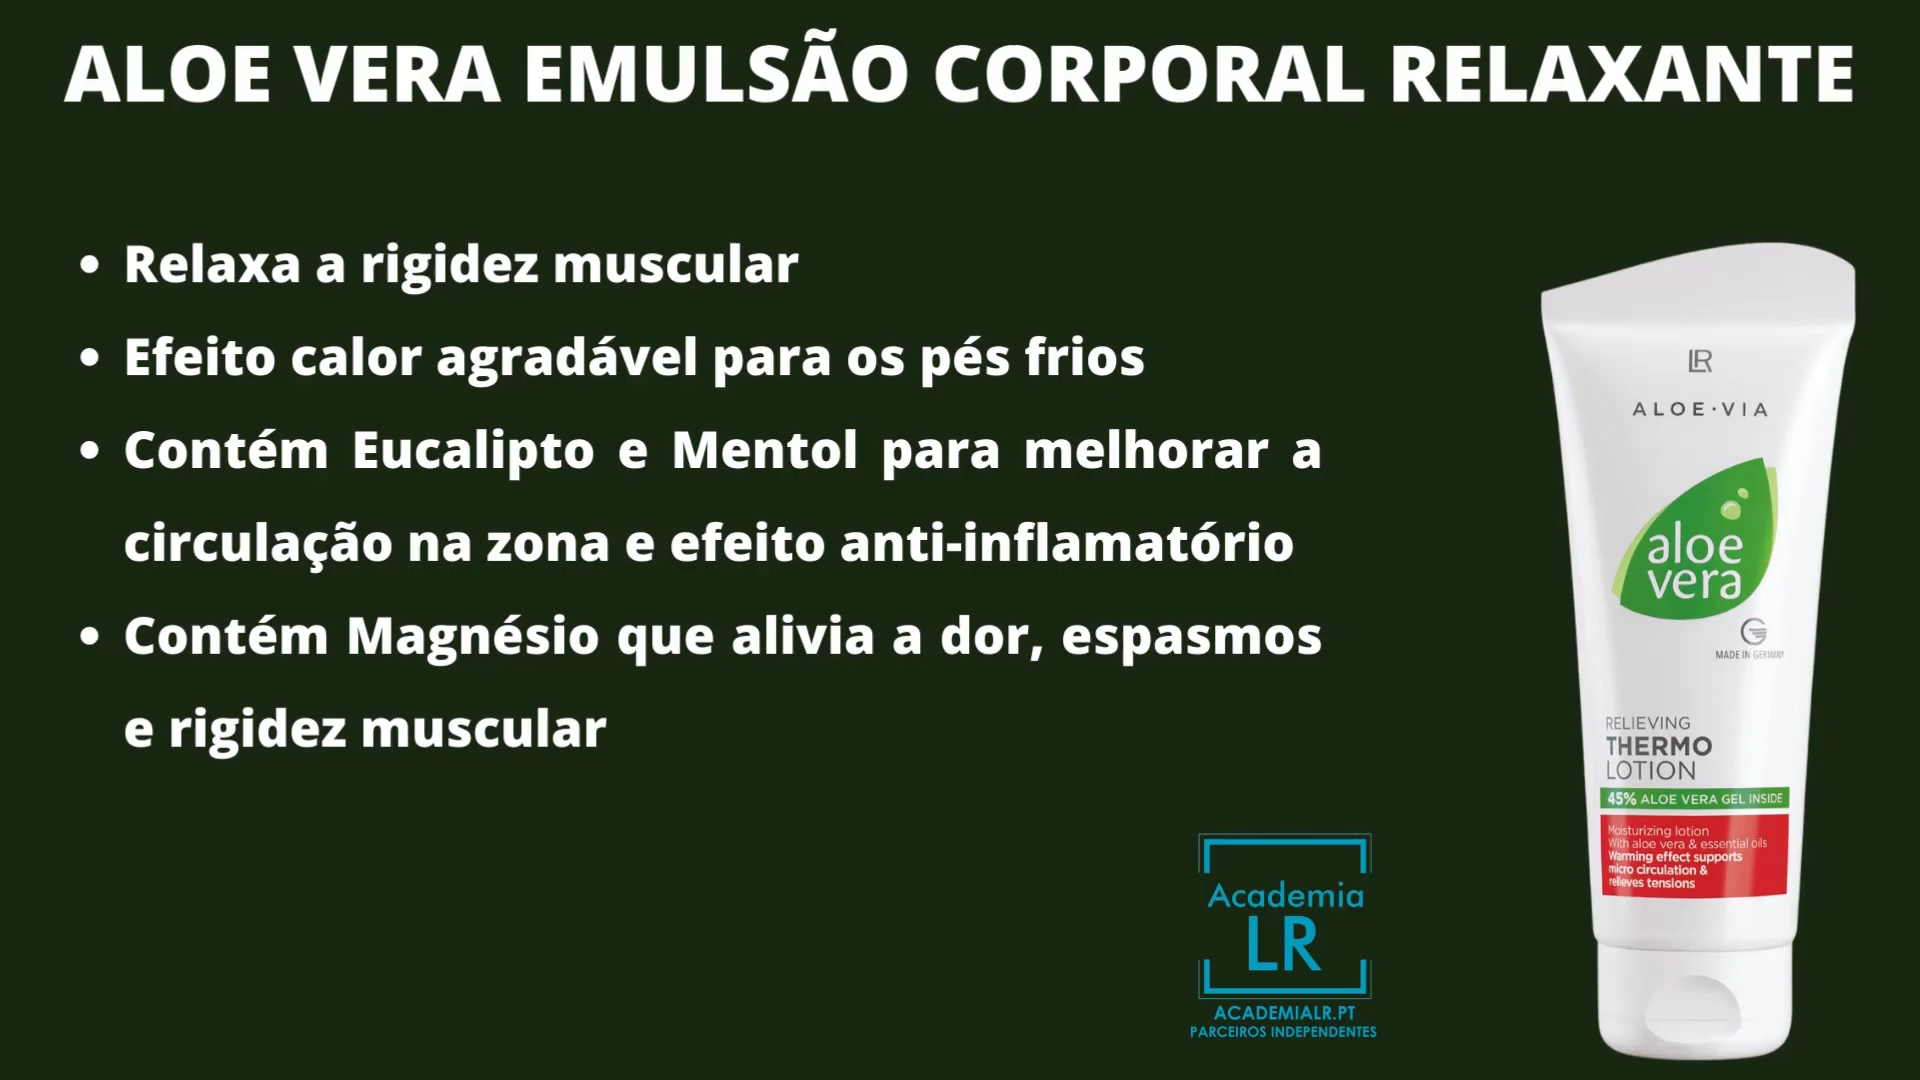 ALOE VERA EMULSÃO CORPORAL RELAXANTE
• Relaxa a rigidez muscular
• Efeito calor agradável para os pés frios
• Contém Eucalipto e Mentol para melhorar a
circulação na zona e efeito anti-inflamatório
• Contém Magnésio que alivia a dor, espasmos
e rigidez muscular
LR
ALOE·VIA
aloe
vera
MADE IN GERMANY
RELIEVING
THERMO
LOTION
45% ALOE VERA GEL INSIDE
Moisturizing lotion
With aloe vera & essential oils
Warming effect supports
micro circulation &
relieves tensions
Academia
LR
ACADEMIALR.PT
PARCEIROS INDEPENDENTES